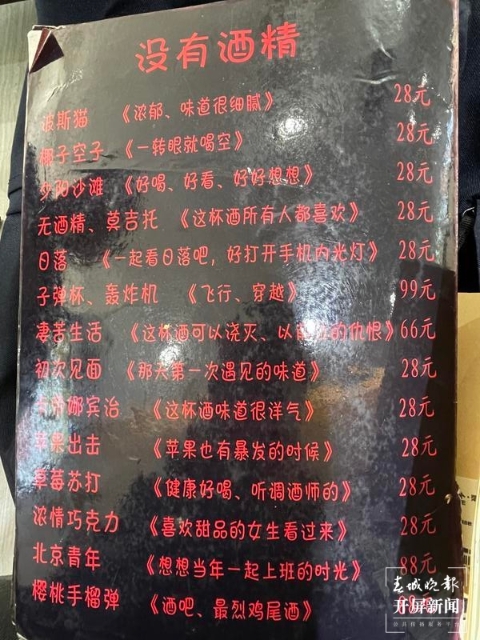 没有酒精
波斯猫 《浓郁、味道很细腻》 28元
椰子空子 《一转眼就喝空》 28元
夕阳沙滩 《好喝、好看、好好想想》 28元
无酒精、莫吉托 《这杯酒所有人都喜欢》 28元
日落 《一起看日落吧,好打开手机内光灯》 28元
子弹杯、轰炸机 《飞行、穿越》 99元
凄苦生活 《这杯酒可以浇灭、以 的仇恨》 66元
初次见面 《那天第一次遇见的味道》 28元
娜宾治 《这杯酒味道很洋气》 28元
苹果出击 《苹果也有暴发的时候》 28元
草莓苏打 《健康好喝、听调酒师的》 28元
浓情巧克力 《喜欢甜品的女生看过来》 28元
北京青年 《想想当年一起上班的时光》 88元
樱桃手榴弹 《酒吧、最烈鸡尾酒》
春城晚报
开屏新闻